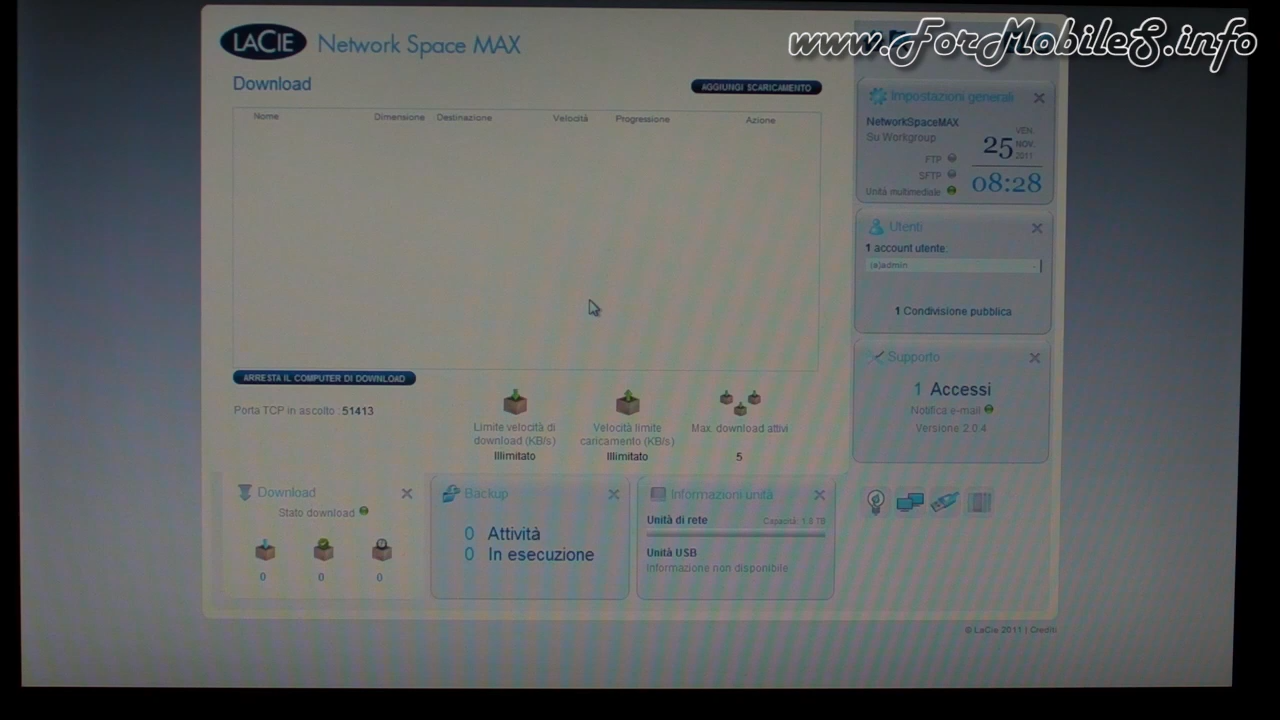 www.ForMobileS.info
LACIE Network Space MAX
Download
AGGIUNGI SCARICAMENTO
Nome Dimensione Destinazione Velocità Progressione Azione
ARRESTA IL COMPUTER DI DOWNLOAD
Porta TCP in ascolto : 51413
Limite velocità di
download (KB/s)
Illimitato
Velocità limite
caricamento (KB/s)
Illimitato
Max. download attivi
5
Impostazioni generali
NetworkSpaceMAX
Su Workgroup
FTP
SFTP
Unità multimediale
VEN.
25 NOV.
2011
08:28
Utenti
1 account utente:
(a)admin
1 Condivisione pubblica
Supporto
1 Accessi
Notifica e-mail
Versione 2.0.4
Download
Stato download
0 0 0
Backup
0 Attività
0 In esecuzione
Informazioni unità
Unità di rete Capacità: 1.8 TB
Unità USB
Informazione non disponibile
© LaCie 2011 | Crediti